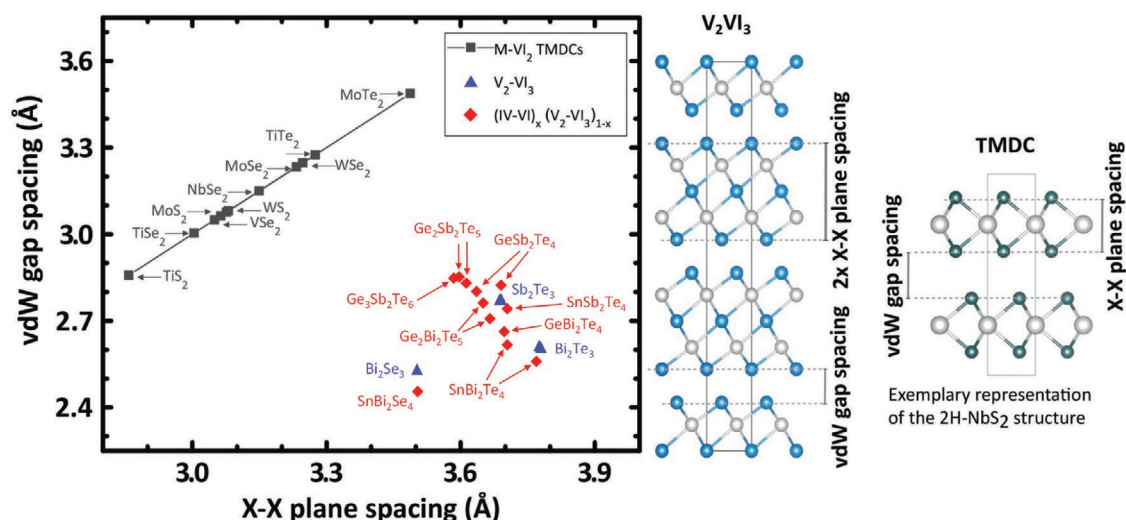 vdW gap spacing (Å)
3.6
3.3
3.0
2.7
2.4
3.0
3.3
3.6
3.9
X-X plane spacing (Å)
M-VI₂ TMDCs
V₂-VI₃
(IV-VI)ₓ (V₂-VI₃)₁₋ₓ
MoTe₂
TiTe₂
MoSe₂
WSe₂
NbSe₂
MoS₂
WS₂
VSe₂
TiSe₂
TiS₂
Ge₂Sb₂Te₅
GeSb₂Te₄
Ge₃Sb₂Te₆
Sb₂Te₃
SnSb₂Te₄
Ge₂Bi₂Te₅
GeBi₂Te₄
Bi₂Te₃
Bi₂Se₃
SnBi₂Te₄
SnBi₂Se₄
V₂VI₃
2x X-X plane spacing
vdW gap spacing
TMDC
vdW gap spacing
X-X plane spacing
Exemplary representation
of the 2H-NbS₂ structure